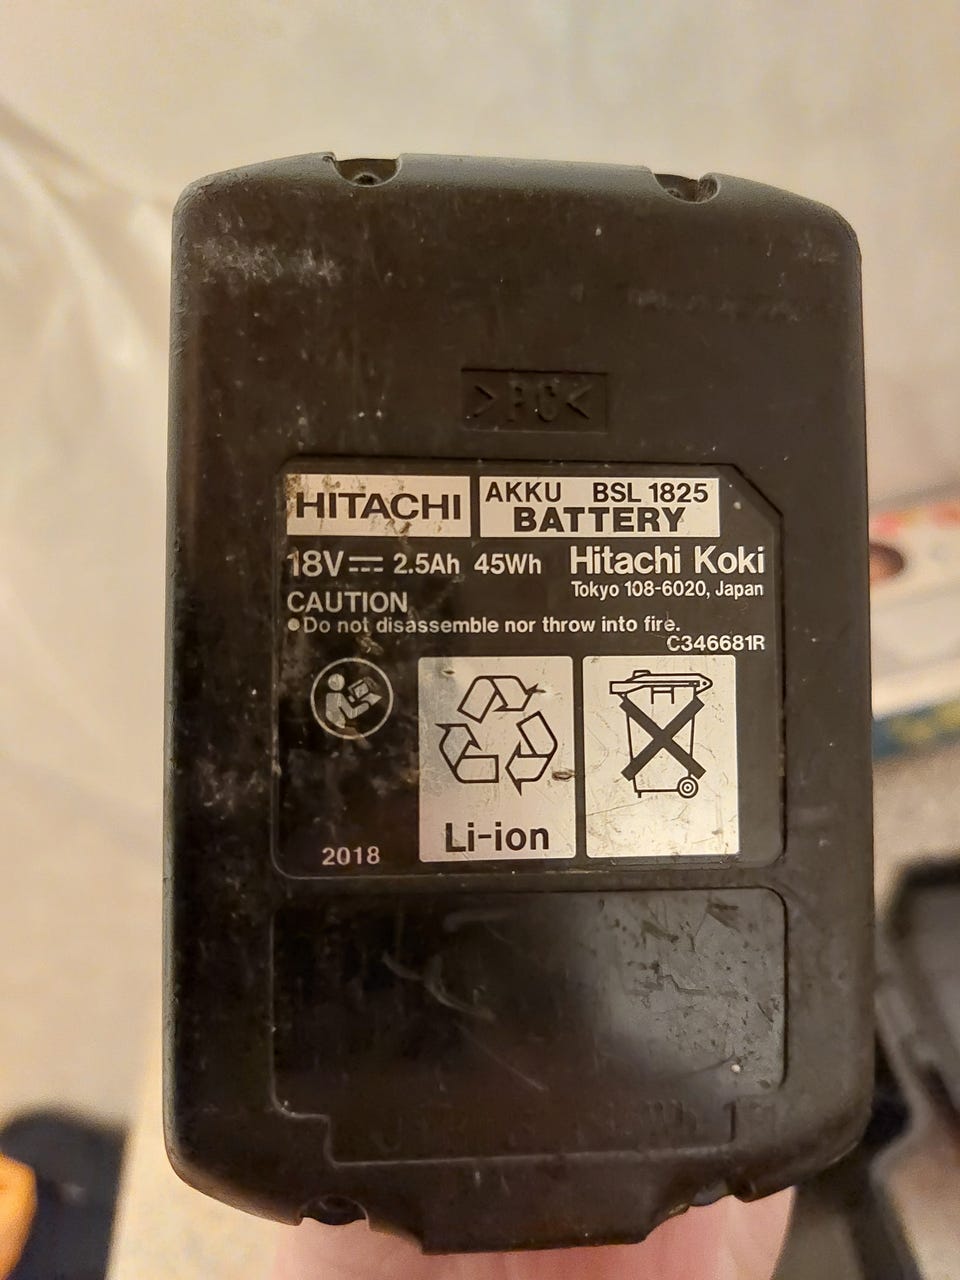 >PC<
HITACHI
AKKU BSL 1825
BATTERY
18V 2.5Ah 45Wh
Hitachi Koki
Tokyo 108-6020, Japan
CAUTION
●Do not disassemble nor throw into fire.
C346681R
Li-ion
2018